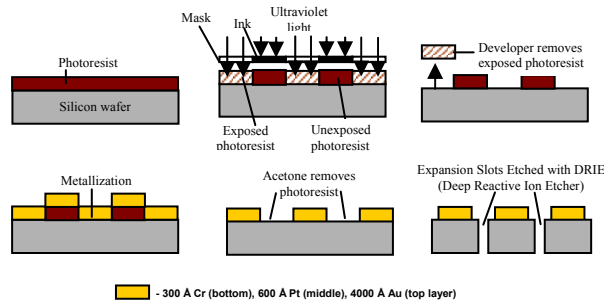 Photoresist
Silicon wafer
Mask
Ink
Ultraviolet
light
Exposed
photoresist
Unexposed
photoresist
Developer removes
exposed photoresist
Metallization
Acetone removes
photoresist
Expansion Slots Etched with DRIE
(Deep Reactive Ion Etcher)
- 300 Å Cr (bottom), 600 Å Pt (middle), 4000 Å Au (top layer)